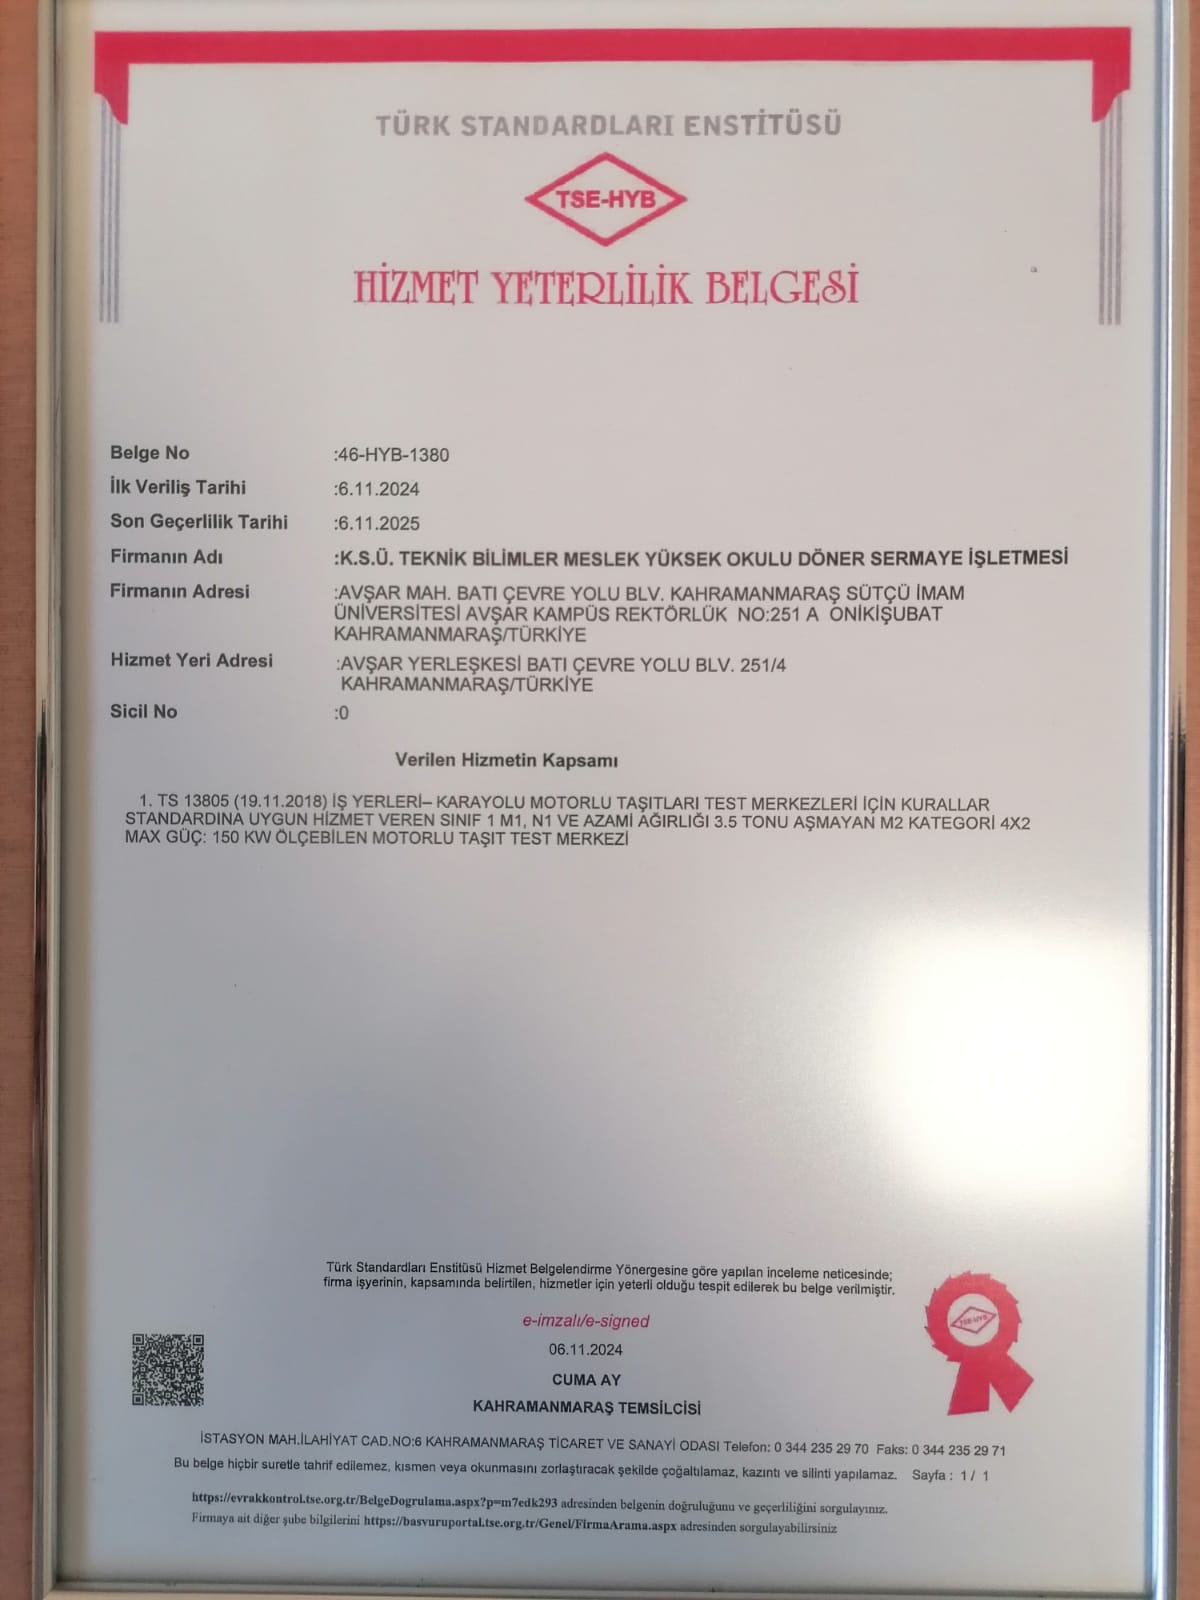 TÜRK STANDARDLARI ENSTİTÜSÜ
TSE-HYB
HİZMET YETERLİLİK BELGESİ
Belge No :46-HYB-1380
İlk Veriliş Tarihi :6.11.2024
Son Geçerlilik Tarihi :6.11.2025
Firmanın Adı :K.S.Ü. TEKNİK BİLİMLER MESLEK YÜKSEK OKULU DÖNER SERMAYE İŞLETMESİ
Firmanın Adresi :AVŞAR MAH. BATI ÇEVRE YOLU BLV. KAHRAMANMARAŞ SÜTÇÜ İMAM
ÜNİVERSİTESİ AVŞAR KAMPÜS REKTÖRLÜK NO:251 A ONİKİŞUBAT
KAHRAMANMARAŞ/TÜRKİYE
Hizmet Yeri Adresi :AVŞAR YERLEŞKESİ BATI ÇEVRE YOLU BLV. 251/4
KAHRAMANMARAŞ/TÜRKİYE
Sicil No :0
Verilen Hizmetin Kapsamı
1. TS 13805 (19.11.2018) İŞ YERLERİ– KARAYOLU MOTORLU TAŞITLARI TEST MERKEZLERİ İÇİN KURALLAR
STANDARDINA UYGUN HİZMET VEREN SINIF 1 M1, N1 VE AZAMİ AĞIRLIĞI 3.5 TONU AŞMAYAN M2 KATEGORİ 4X2
MAX GÜÇ: 150 KW ÖLÇEBİLEN MOTORLU TAŞIT TEST MERKEZİ
Türk Standardları Enstitüsü Hizmet Belgelendirme Yönergesine göre yapılan inceleme neticesinde;
firma işyerinin, kapsamında belirtilen, hizmetler için yeterli olduğu tespit edilerek bu belge verilmiştir.
e-imzalı/e-signed
06.11.2024
CUMA AY
KAHRAMANMARAŞ TEMSİLCİSİ
TSE-HYB
İSTASYON MAH.İLAHİYAT CAD.NO:6 KAHRAMANMARAŞ TİCARET VE SANAYİ ODASI Telefon: 0 344 235 29 70 Faks: 0 344 235 29 71
Bu belge hiçbir suretle tahrif edilemez, kısmen veya okunmasını zorlaştıracak şekilde çoğaltılamaz, kazıntı ve silinti yapılamaz. Sayfa : 1 / 1
https://evrakkontrol.tse.org.tr/BelgeDogrulama.aspx?p=m7edk293 adresinden belgenin doğruluğunu ve geçerliliğini sorgulayınız.
Firmaya ait diğer şube bilgilerini https://basvuruportal.tse.org.tr/Genel/FirmaArama.aspx adresinden sorgulayabilirsiniz